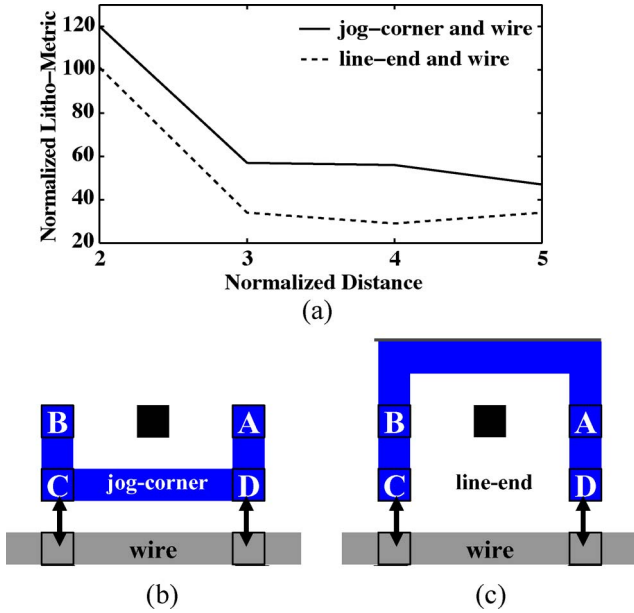 Normalized Litho-Metric
120
100
80
60
40
20
jog-corner and wire
line-end and wire
2
3
4
5
Normalized Distance
(a)
B
A
C
jog-corner
D
wire
(b)
B
A
C
line-end
D
wire
(c)